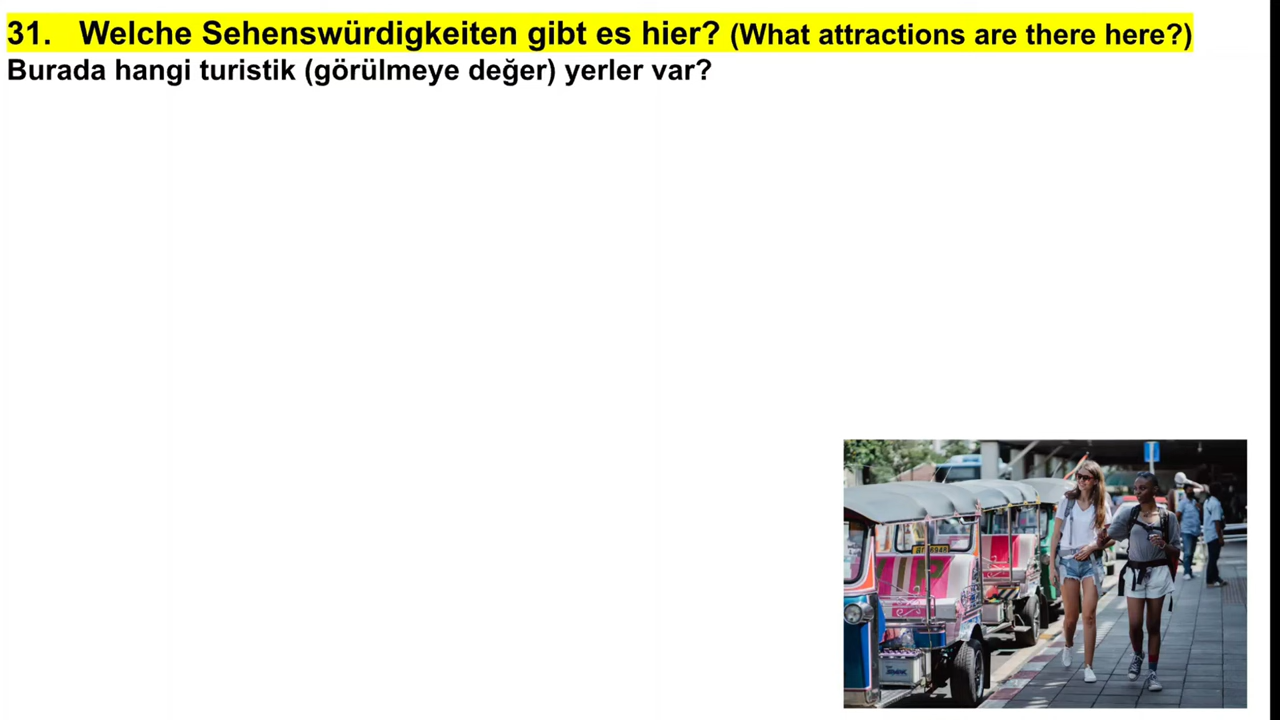 31. Welche Sehenswürdigkeiten gibt es hier? (What attractions are there here?)
Burada hangi turistik (görülmeye değer) yerler var?